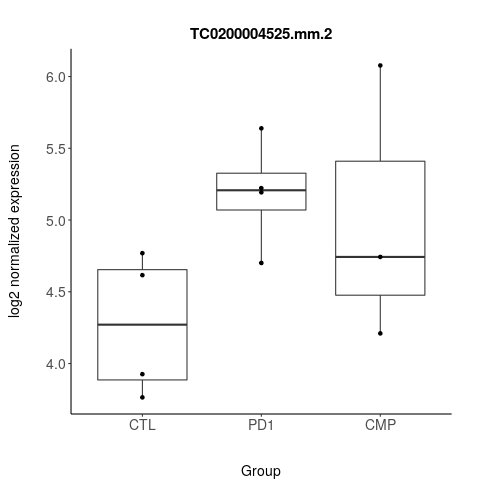 TC0200004525.mm.2
log2 normalized expression
6.0
5.5
5.0
4.5
4.0
CTL PD1 CMP
Group